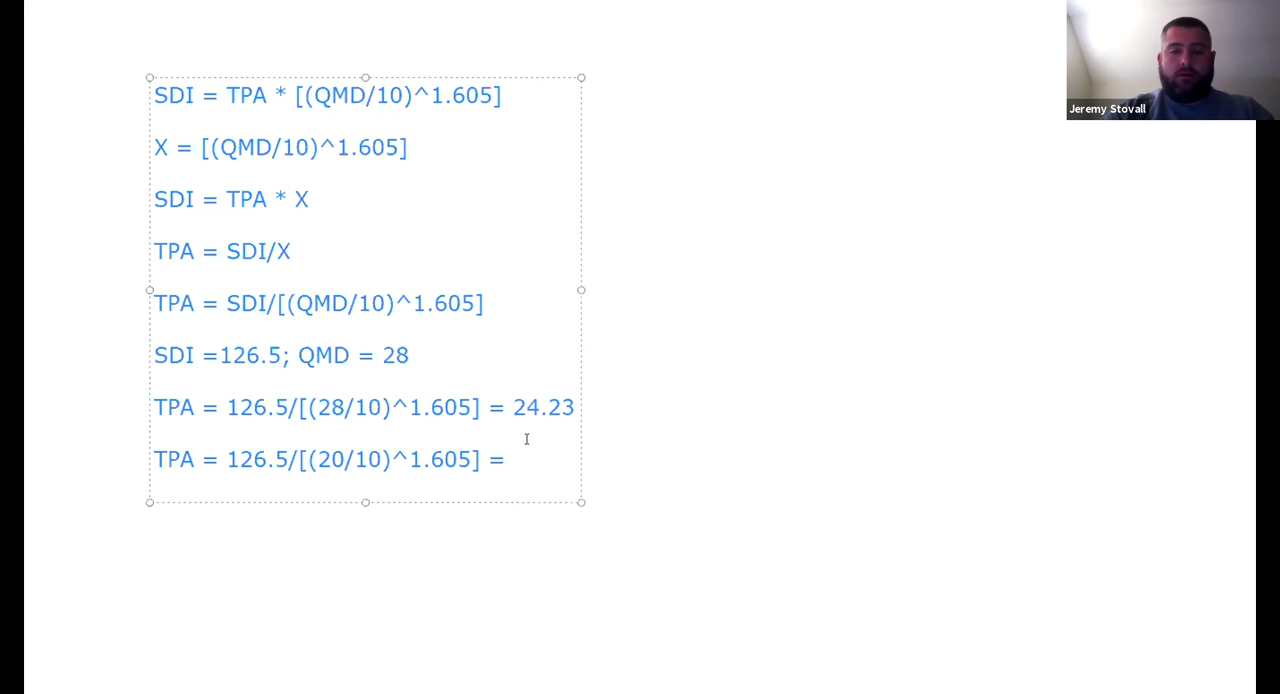 SDI = TPA * [(QMD/10)^1.605]
X = [(QMD/10)^1.605]
SDI = TPA * X
TPA = SDI/X
TPA = SDI/[(QMD/10)^1.605]
SDI =126.5; QMD = 28
TPA = 126.5/[(28/10)^1.605] = 24.23
TPA = 126.5/[(20/10)^1.605] =
Jeremy Stovall